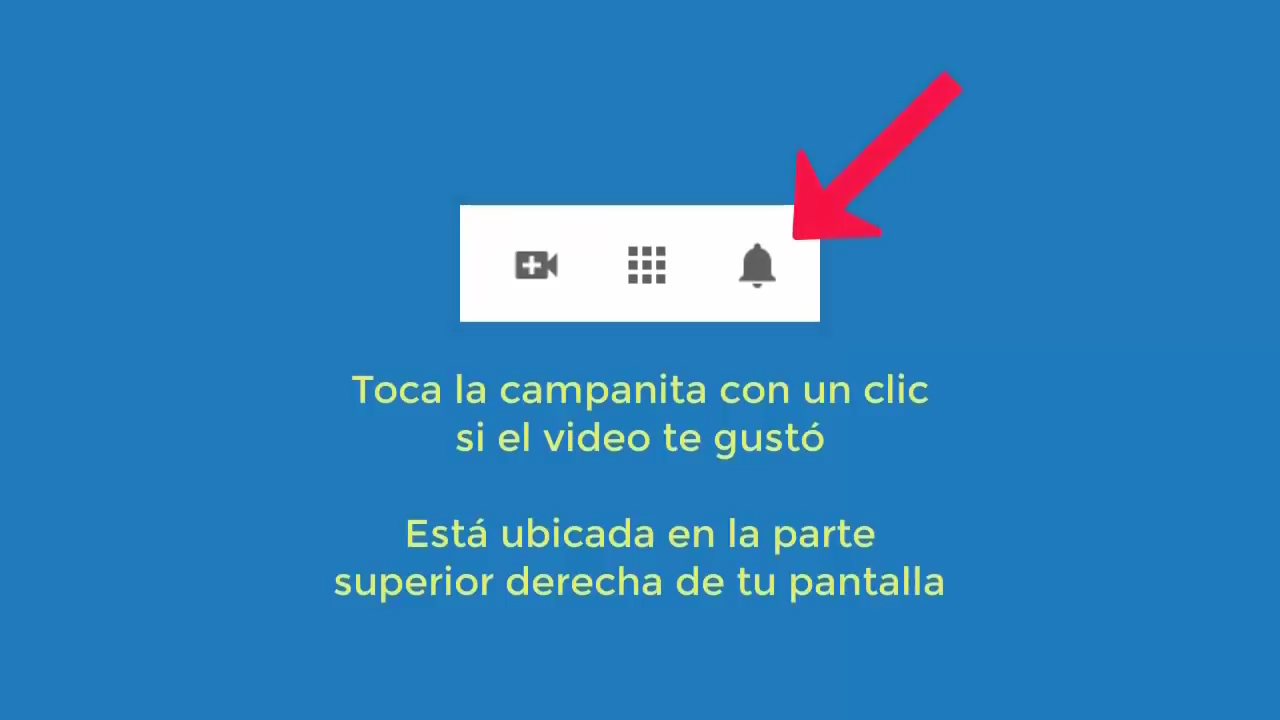 Toca la campanita con un clic
si el video te gustó
Está ubicada en la parte
superior derecha de tu pantalla